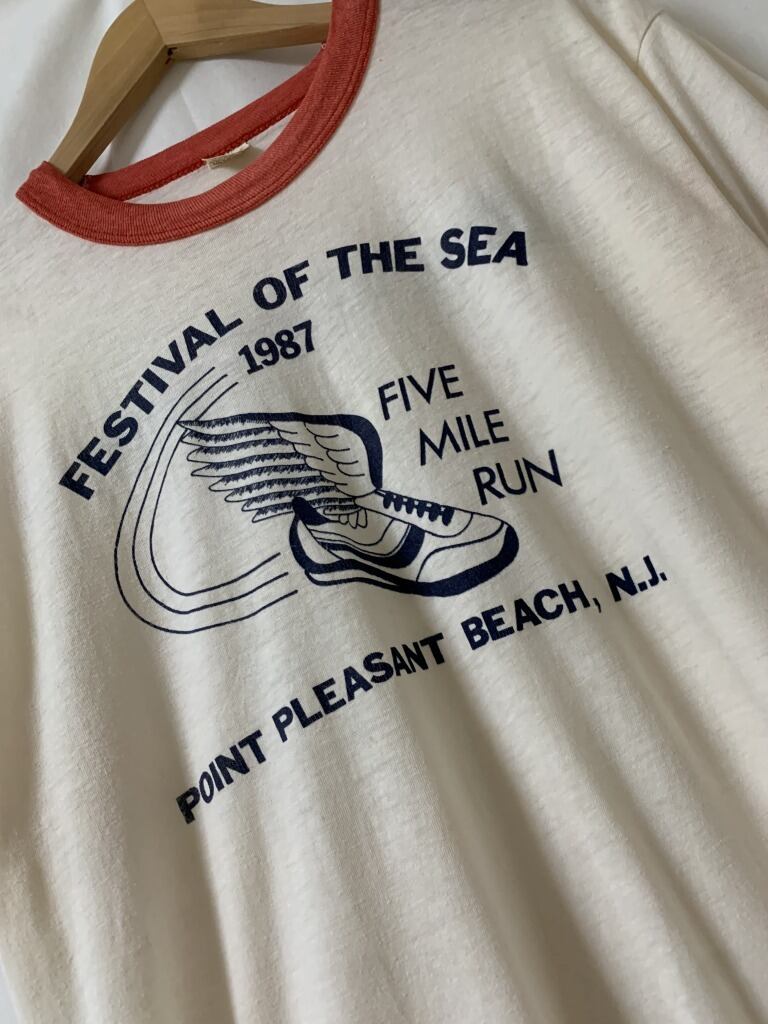 FESTIVAL OF THE SEA
1987
FIVE
MILE
RUN
POINT PLEASANT BEACH, N.J.